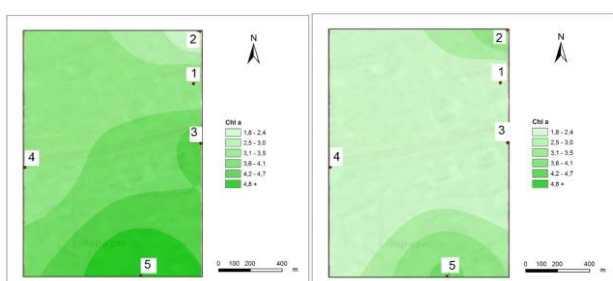 2
1
3
4
5
N
Chl a
1,8 - 2,4
2,5 - 3,0
3,1 - 3,5
3,6 - 4,1
4,2 - 4,7
4,8 +
0 100 200 400
m
2
1
3
4
5
N
Chl a
1,8 - 2,4
2,5 - 3,0
3,1 - 3,5
3,6 - 4,1
4,2 - 4,7
4,8 +
0 100 200 400
m